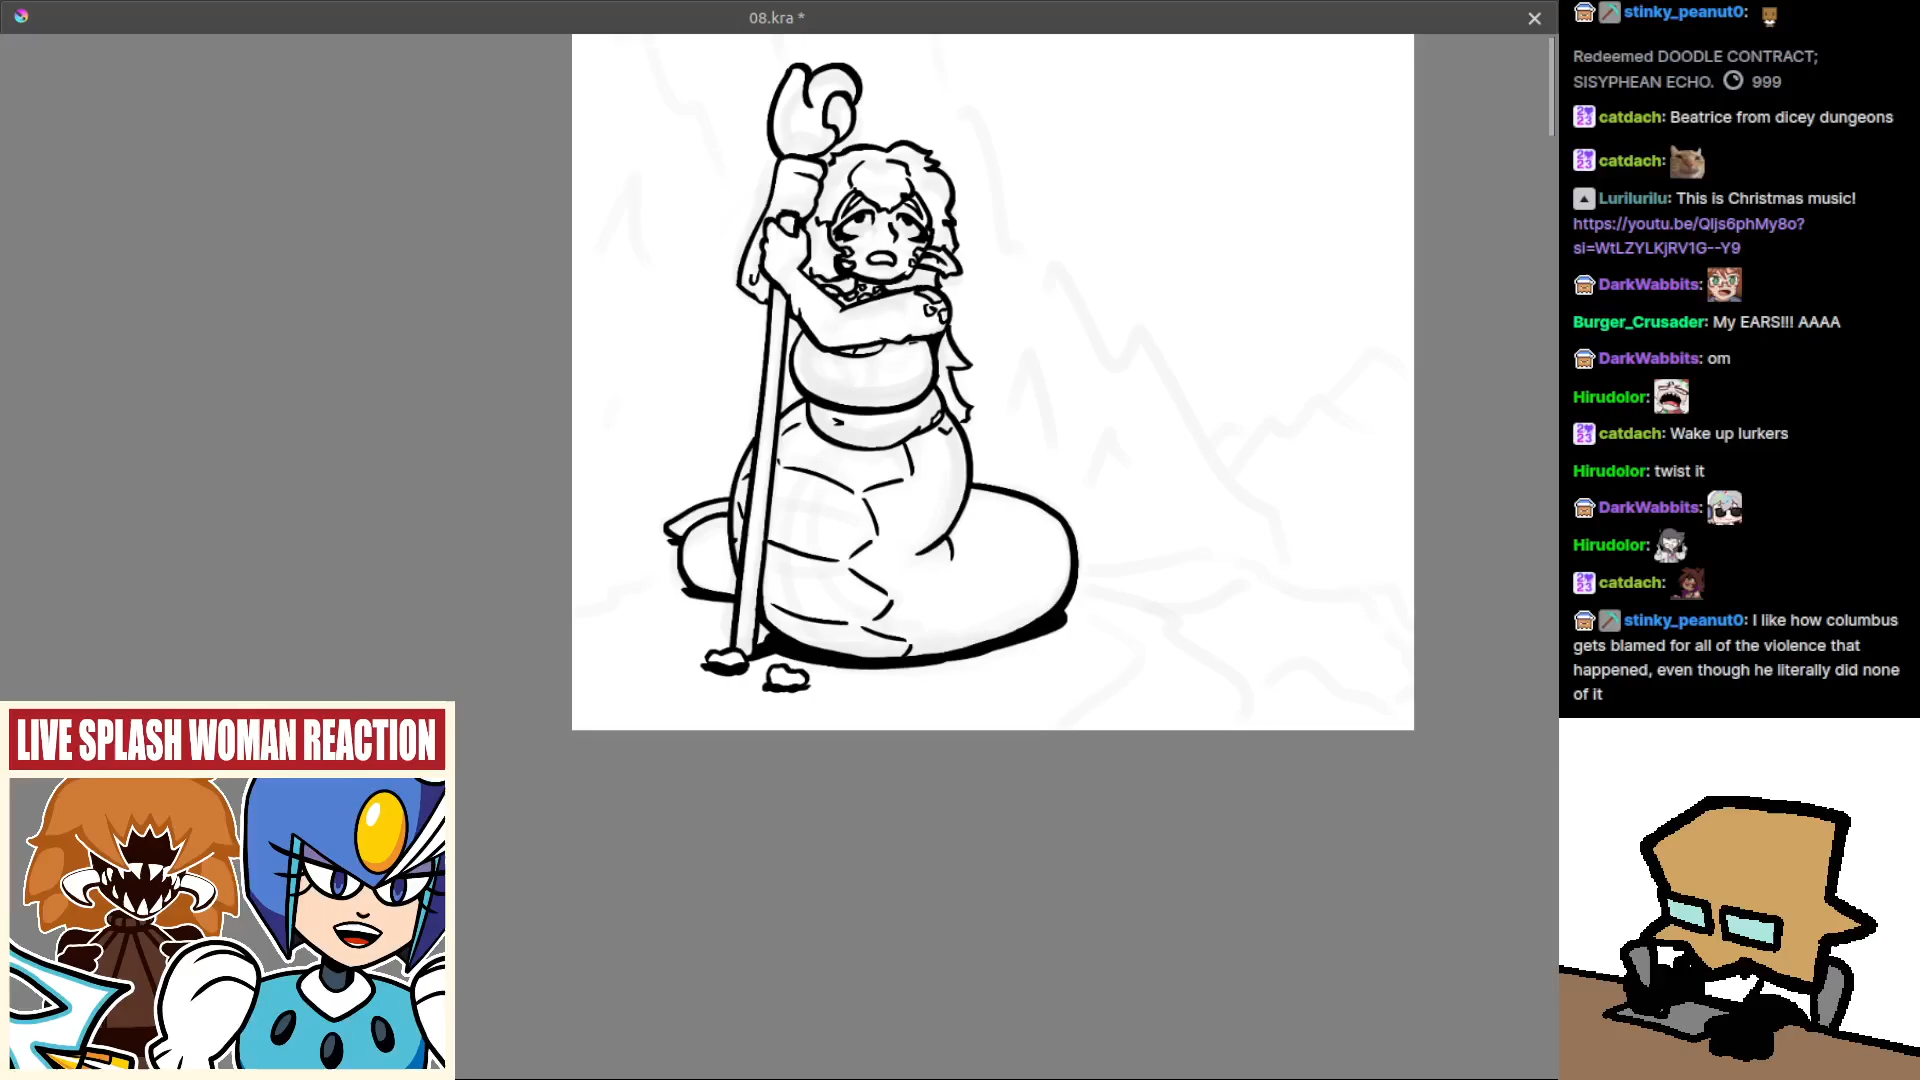 08.kra *
stinky_peanut0:
Redeemed DOODLE CONTRACT;
SISYPHEAN ECHO. 999
catdach: Beatrice from dicey dungeons
catdach:
Lurilurilu: This is Christmas music!
https://youtu.be/Qljs6phMy8o?
si=WtLZYLKjRV1G--Y9
DarkWabbits:
Burger_Crusader: My EARS!!! AAAA
DarkWabbits: om
Hirudolor:
catdach: Wake up lurkers
Hirudolor: twist it
DarkWabbits:
Hirudolor:
catdach:
stinky_peanut0: I like how columbus
gets blamed for all of the violence that
happened, even though he literally did none
of it
LIVE SPLASH WOMAN REACTION